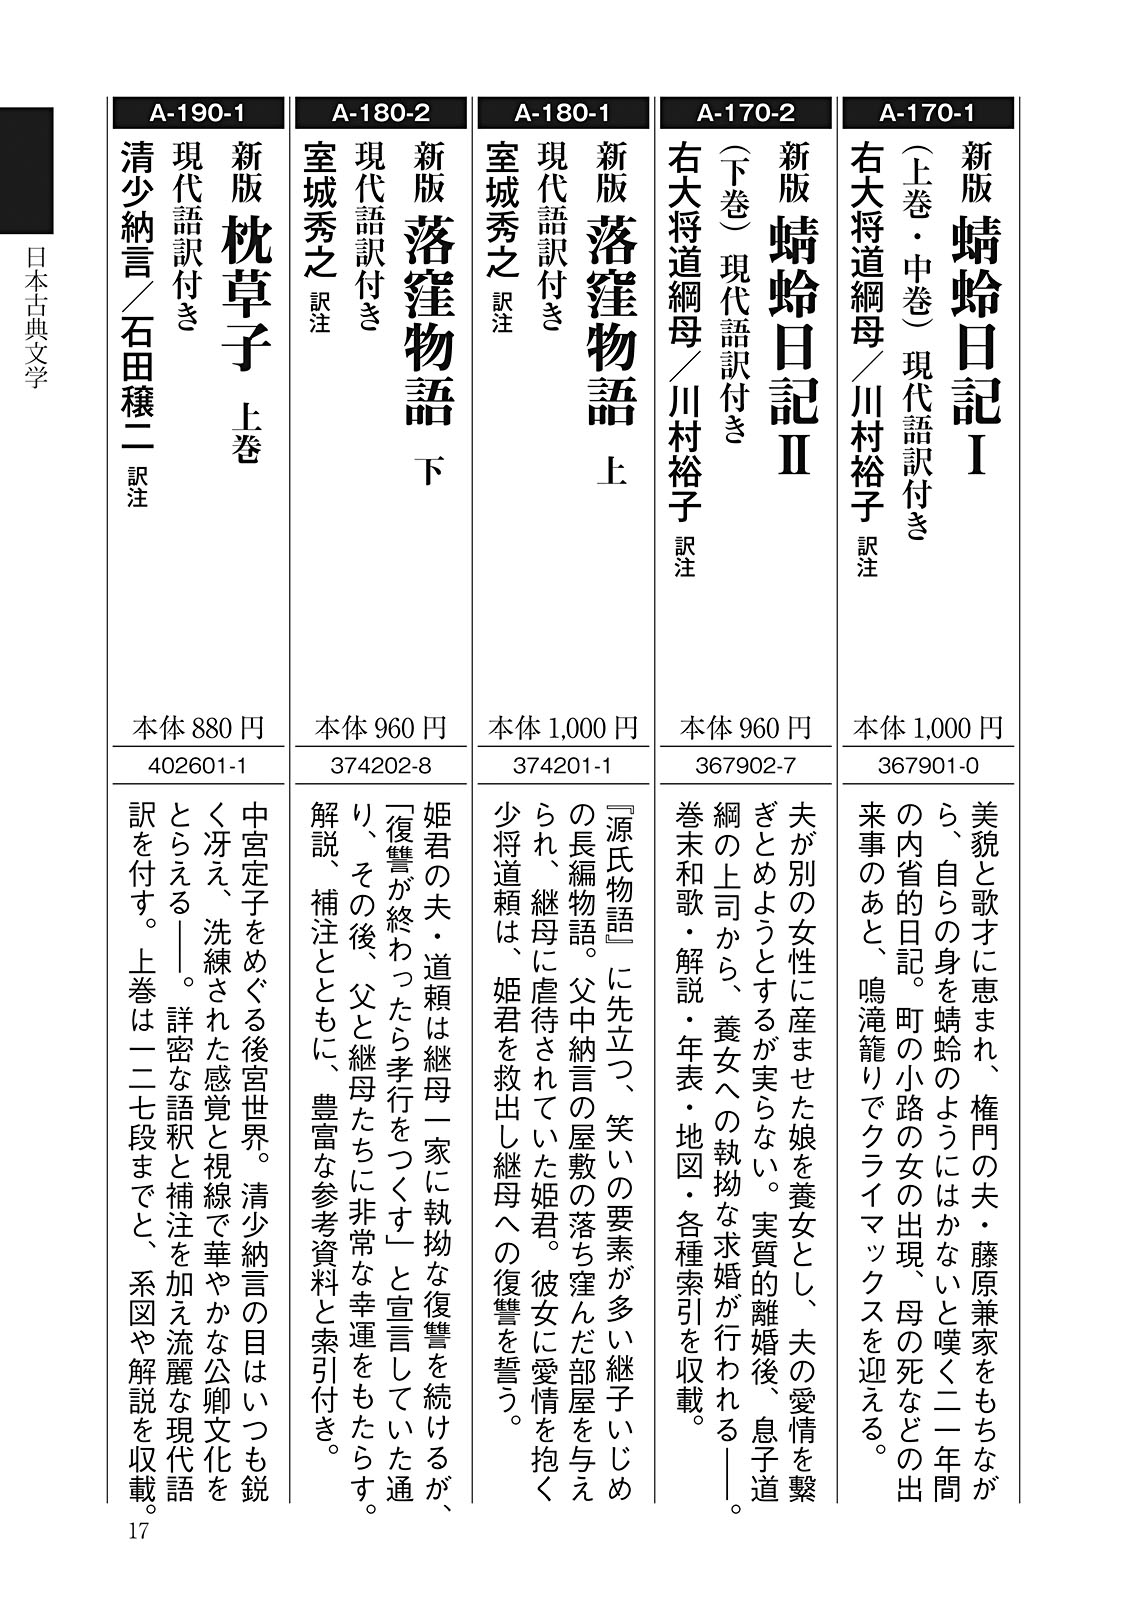 A-170-1
新版 蜻蛉日記 Ⅰ
（上巻・中巻）現代語訳付き
右大将道綱母／川村裕子 訳注
本体 1,000 円
367901-0
美貌と歌才に恵まれ、権門の夫・藤原兼家をもちなが
ら、自らの身を蜻蛉のようにはかないと嘆く二一年間
の内省的日記。町の小路の女の出現、母の死などの出
来事のあと、鳴滝籠りでクライマックスを迎える。
A-170-2
新版 蜻蛉日記 Ⅱ
（下巻）現代語訳付き
右大将道綱母／川村裕子 訳注
本体 960 円
367902-7
夫が別の女性に産ませた娘を養女とし、夫の愛情を繫
ぎとめようとするが実らない。実質的離婚後、息子道
綱の上司から、養女への執拗な求婚が行われる――。
巻末和歌・解説・年表・地図・各種索引を収載。
A-180-1
新版 落窪物語 上
現代語訳付き
室城秀之 訳注
本体 1,000 円
374201-1
『源氏物語』に先立つ、笑いの要素が多い継子いじめ
の長編物語。父中納言の屋敷の落ち窪んだ部屋を与え
られ、継母に虐待されていた姫君。彼女に愛情を抱く
少将道頼は、姫君を救出し継母への復讐を誓う。
A-180-2
新版 落窪物語 下
現代語訳付き
室城秀之 訳注
本体 960 円
374202-8
姫君の夫・道頼は継母一家に執拗な復讐を続けるが、
「復讐が終わったら孝行をつくす」と宣言していた通
り、その後、父と継母たちに非常な幸運をもたらす。
解説、補注とともに、豊富な参考資料と索引付き。
A-190-1
新版 枕草子 上巻
現代語訳付き
清少納言／石田穣二 訳注
本体 880 円
402601-1
中宮定子をめぐる後宮世界。清少納言の目はいつも鋭
く冴え、洗練された感覚と視線で華やかな公卿文化を
とらえる――。詳密な語釈と補注を加え流麗な現代語
訳を付す。上巻は一二七段までと、系図や解説を収載。
日本古典文学
17